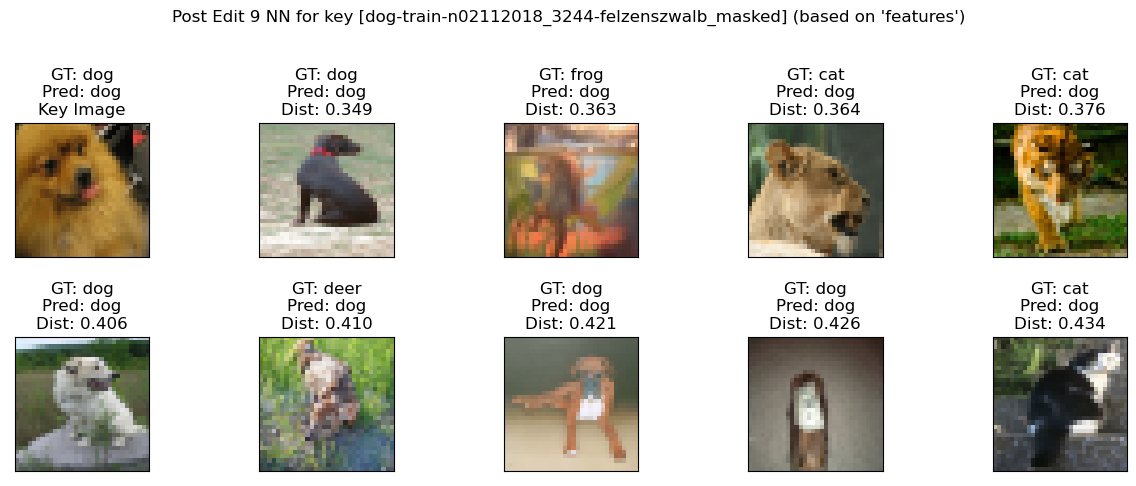 Post Edit 9 NN for key [dog-train-n02112018_3244-felzenszwalb_masked] (based on 'features')
GT: dog
Pred: dog
Key Image
GT: dog
Pred: dog
Dist: 0.349
GT: frog
Pred: dog
Dist: 0.363
GT: cat
Pred: dog
Dist: 0.364
GT: cat
Pred: dog
Dist: 0.376
GT: dog
Pred: dog
Dist: 0.406
GT: deer
Pred: dog
Dist: 0.410
GT: dog
Pred: dog
Dist: 0.421
GT: dog
Pred: dog
Dist: 0.426
GT: cat
Pred: dog
Dist: 0.434